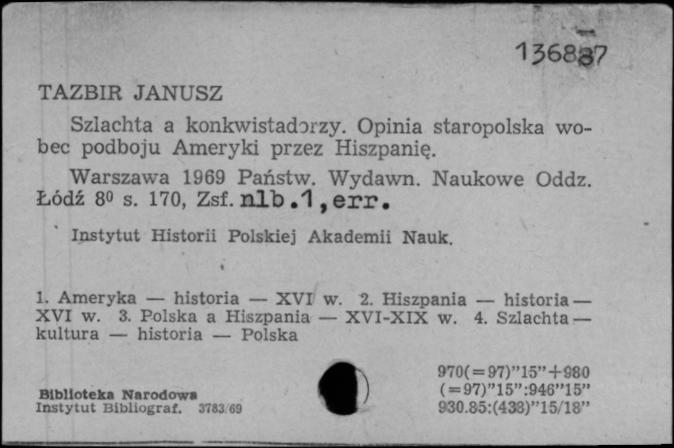 136887
TAZBIR JANUSZ
Szlachta a konkwistadorzy. Opinia staropolska wo-
bec podboju Ameryki przez Hiszpanię.
Warszawa 1969 Państw. Wydawn. Naukowe Oddz.
Łódź 8⁰ s. 170, Zsf. nlb.1,err.
Instytut Historii Polskiej Akademii Nauk.
1. Ameryka — historia — XVI w. 2. Hiszpania — historia —
XVI w. 3. Polska a Hiszpania — XVI-XIX w. 4. Szlachta —
kultura — historia — Polska
970(=97)"15"+980
Biblioteka Narodowa (=97)"15":946"15"
Instytut Bibliograf. 3783/69 930.85:(438)"15/18"